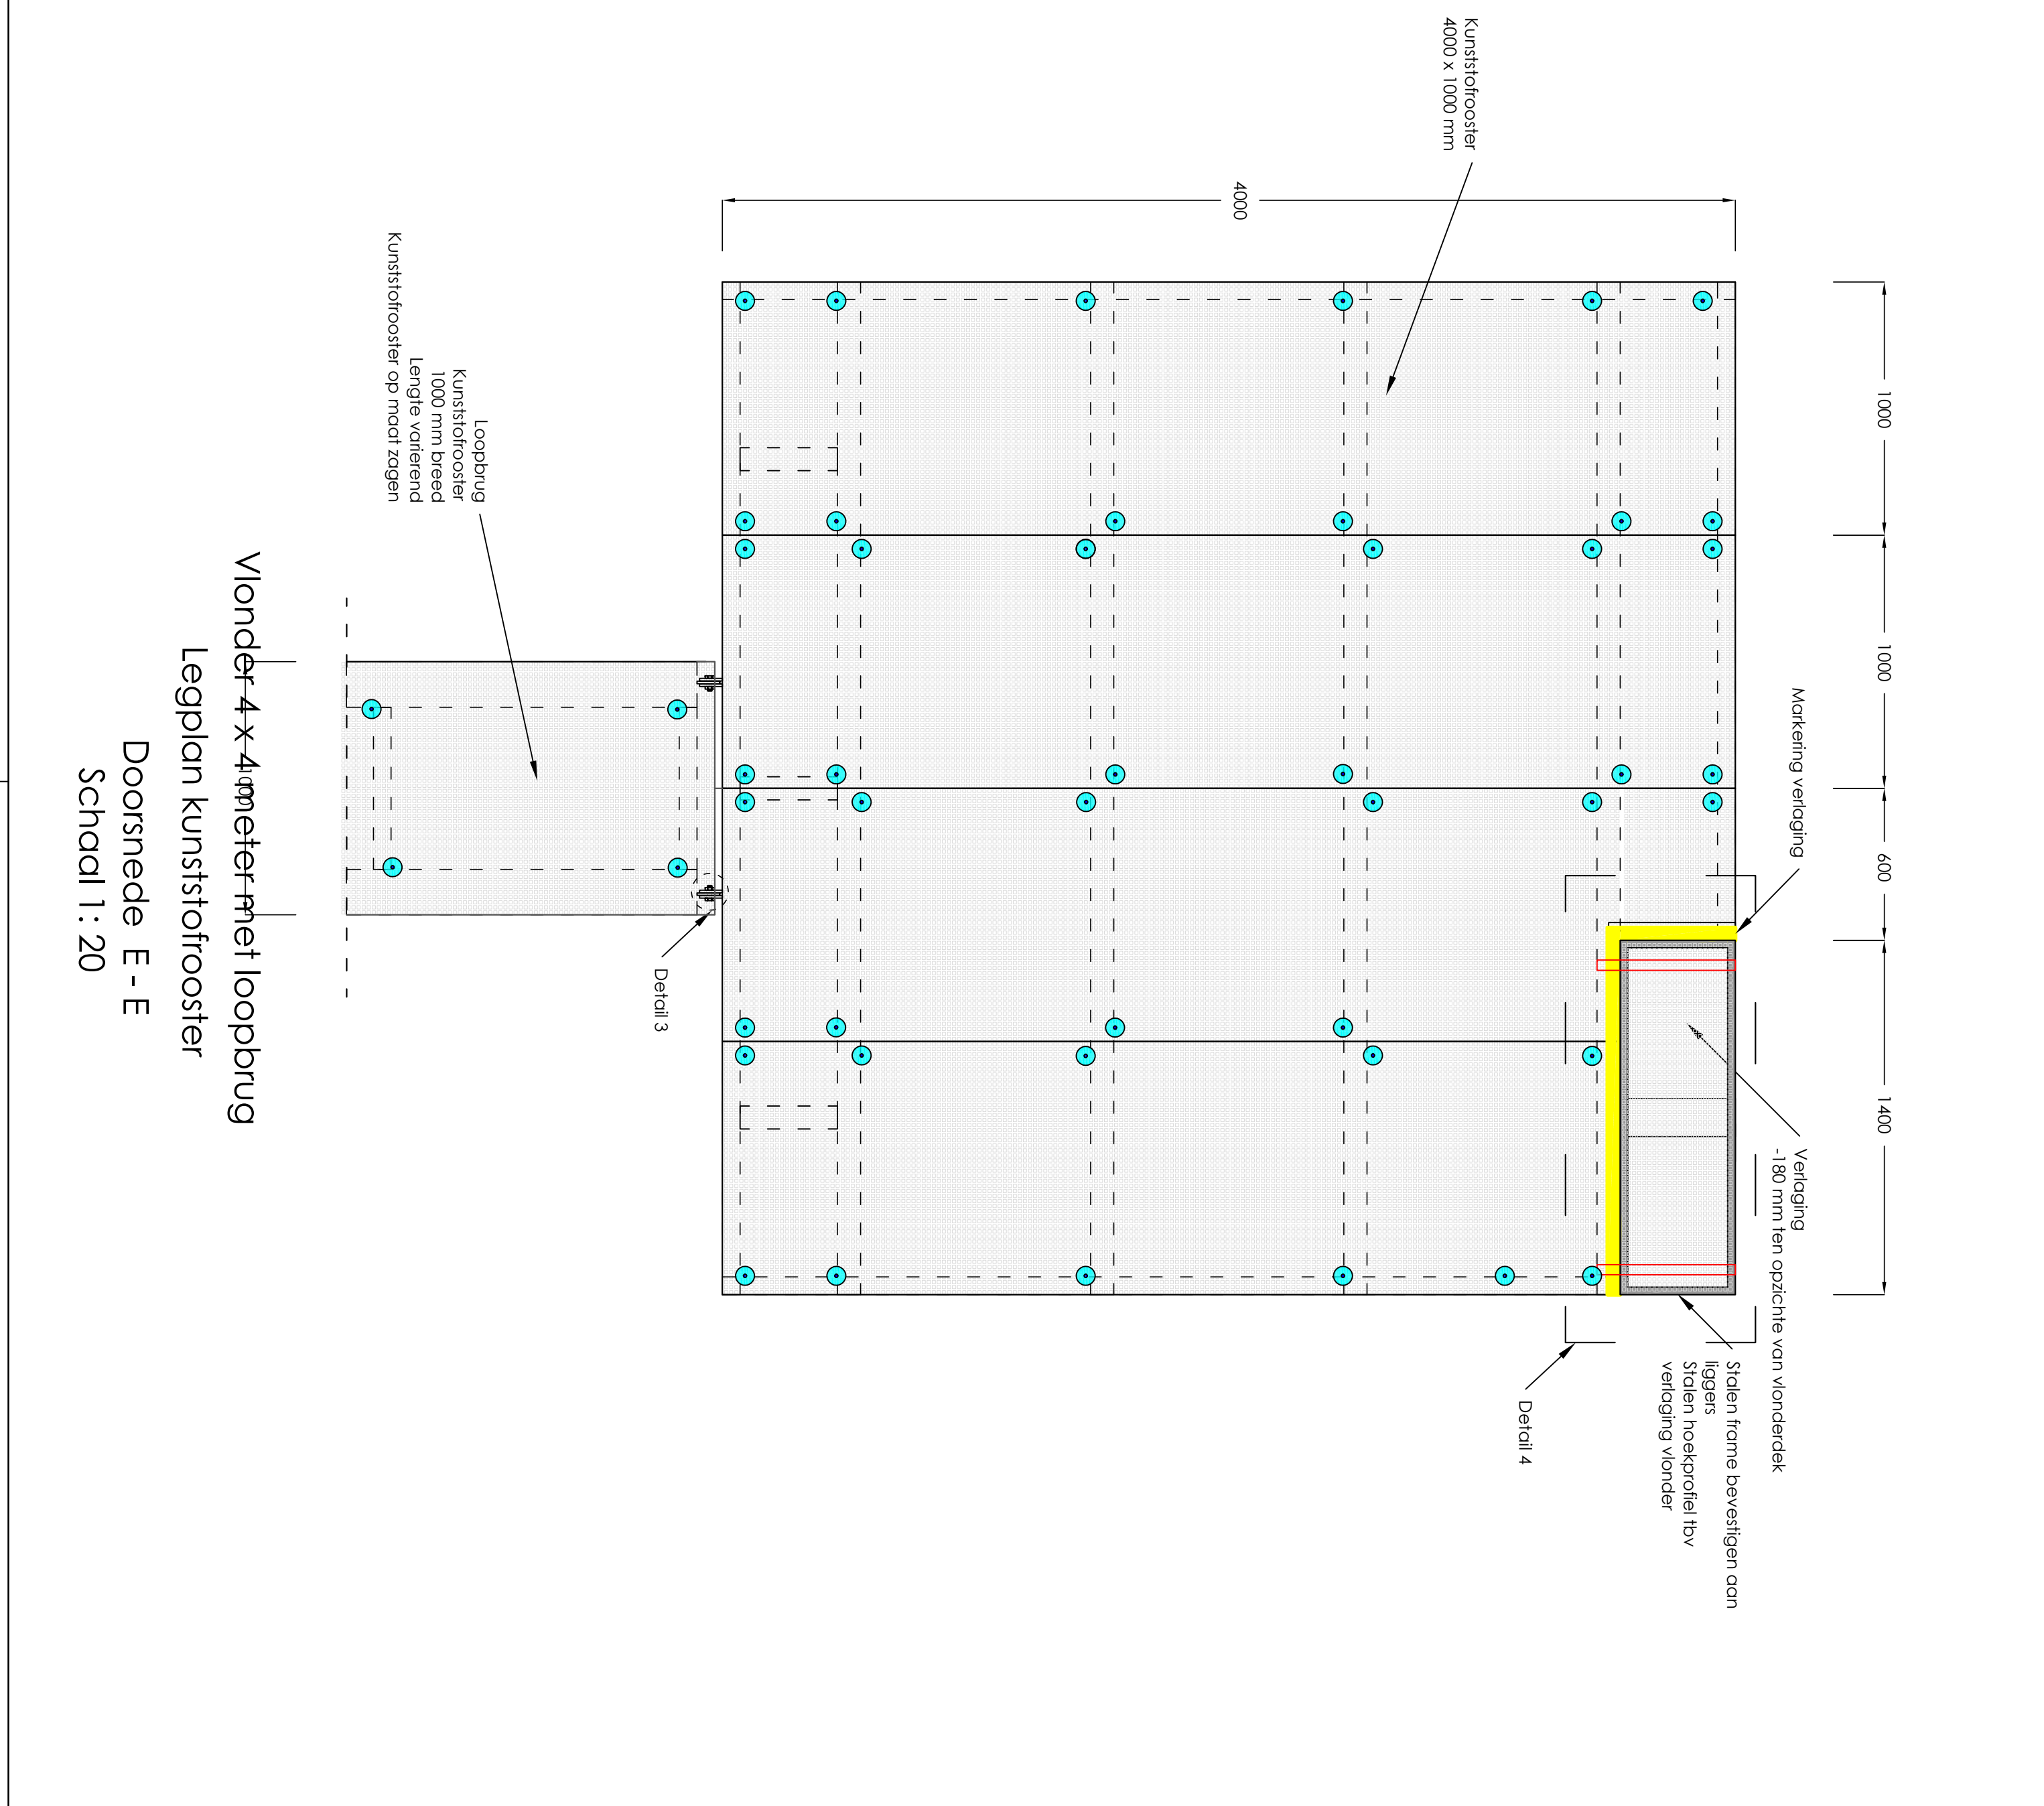 1000
1000
600
1400
Markering verlaging
Verlaging
-180 mm ten opzichte van vlonderdek
Stalen frame bevestigen aan
liggers
Stalen hoekprofiel tbv
verlaging vlonder
Detail 4
Kunststofrooster
4000 x 1000 mm
4000
Detail 3
Loopbrug
Kunststofrooster
1000 mm breed
Lengte varierend
Kunststofrooster op maat zagen
1000
Vlonder 4 x 4 meter met loopbrug
Legplan kunststofrooster
Doorsnede E - E
Schaal 1: 20